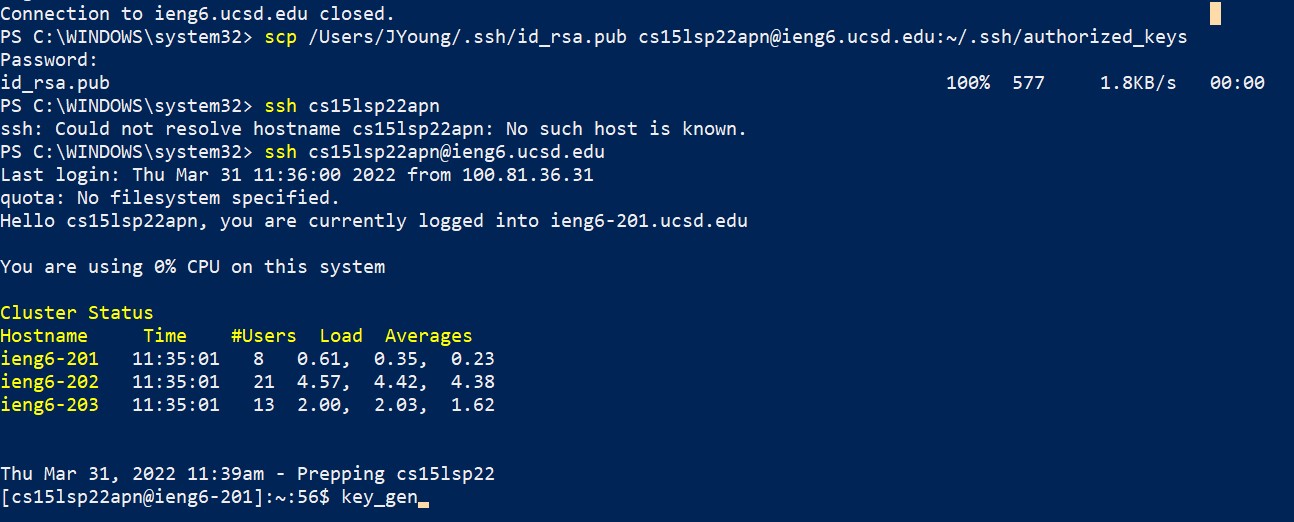 Connection to ieng6.ucsd.edu closed.
PS C:\WINDOWS\system32> scp /Users/JYoung/.ssh/id_rsa.pub cs15lsp22apn@ieng6.ucsd.edu:~/.ssh/authorized_keys
Password:
id_rsa.pub 100% 577 1.8KB/s 00:00
PS C:\WINDOWS\system32> ssh cs15lsp22apn
ssh: Could not resolve hostname cs15lsp22apn: No such host is known.
PS C:\WINDOWS\system32> ssh cs15lsp22apn@ieng6.ucsd.edu
Last login: Thu Mar 31 11:36:00 2022 from 100.81.36.31
quota: No filesystem specified.
Hello cs15lsp22apn, you are currently logged into ieng6-201.ucsd.edu
You are using 0% CPU on this system
Cluster Status
Hostname Time #Users Load Averages
ieng6-201 11:35:01 8 0.61, 0.35, 0.23
ieng6-202 11:35:01 21 4.57, 4.42, 4.38
ieng6-203 11:35:01 13 2.00, 2.03, 1.62
Thu Mar 31, 2022 11:39am - Prepping cs15lsp22
[cs15lsp22apn@ieng6-201]:~:56$ key_gen